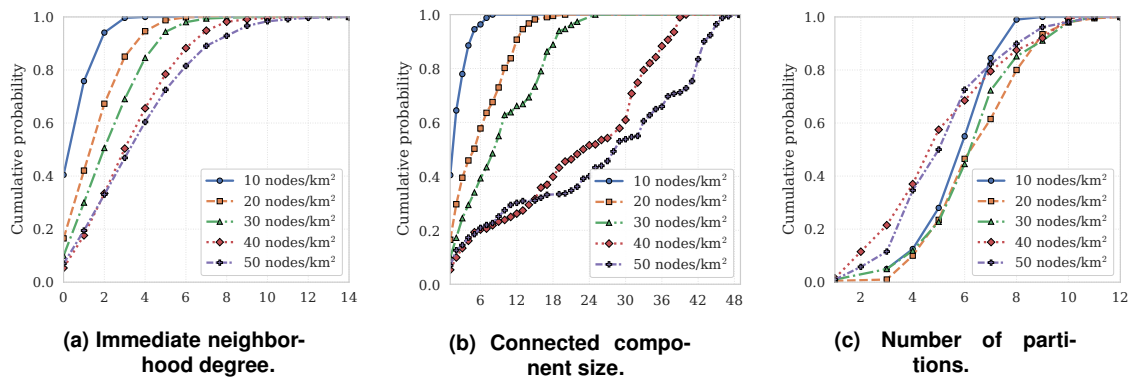 Cumulative probability
1.0
0.8
0.6
0.4
0.2
0.0
10 nodes/km²
20 nodes/km²
30 nodes/km²
40 nodes/km²
50 nodes/km²
0 2 4 6 8 10 12 14
(a) Immediate neighbor-
hood degree.
Cumulative probability
1.0
0.8
0.6
0.4
0.2
0.0
10 nodes/km²
20 nodes/km²
30 nodes/km²
40 nodes/km²
50 nodes/km²
6 12 18 24 30 36 42 48
(b) Connected compo-
nent size.
Cumulative probability
1.0
0.8
0.6
0.4
0.2
0.0
10 nodes/km²
20 nodes/km²
30 nodes/km²
40 nodes/km²
50 nodes/km²
2 4 6 8 10 12
(c) Number of parti-
tions.